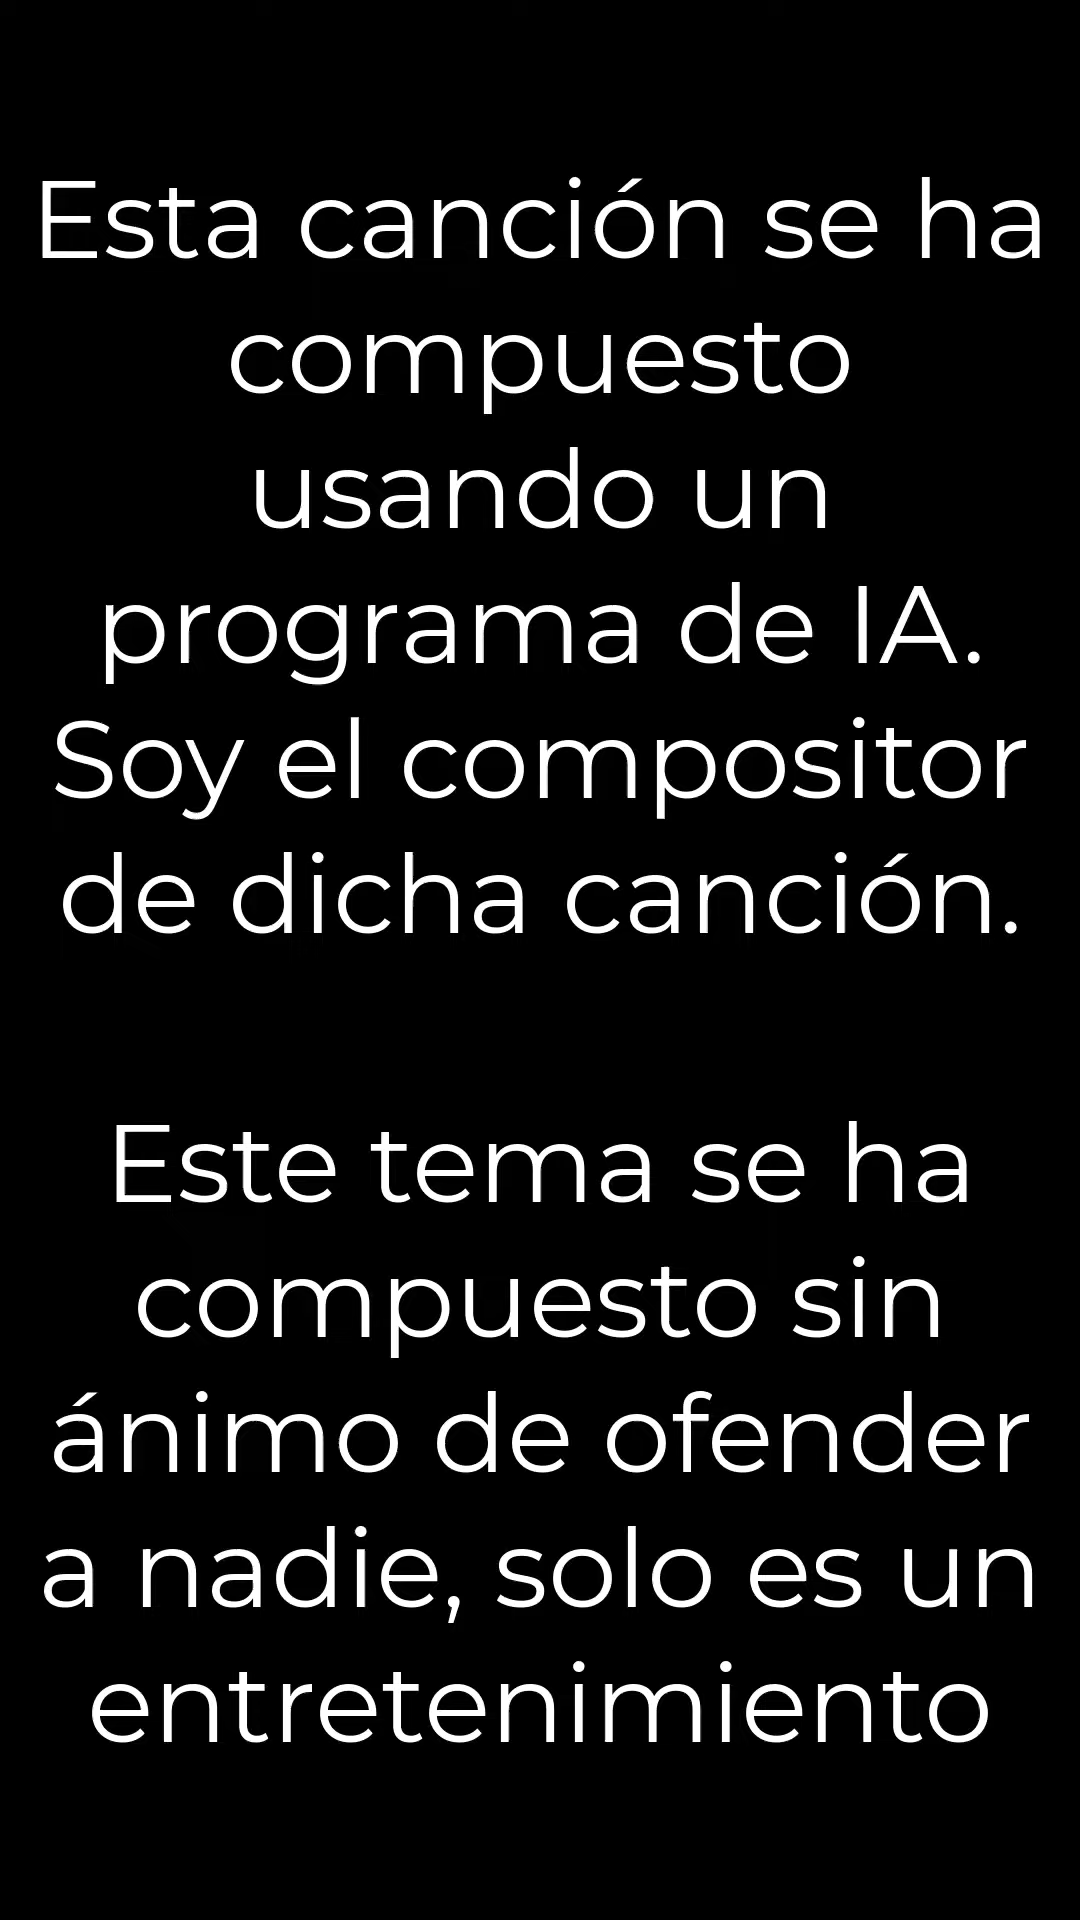 Esta canción se ha
compuesto
usando un
programa de IA.
Soy el compositor
de dicha canción.
Este tema se ha
compuesto sin
ánimo de ofender
a nadie, solo es un
entretenimiento